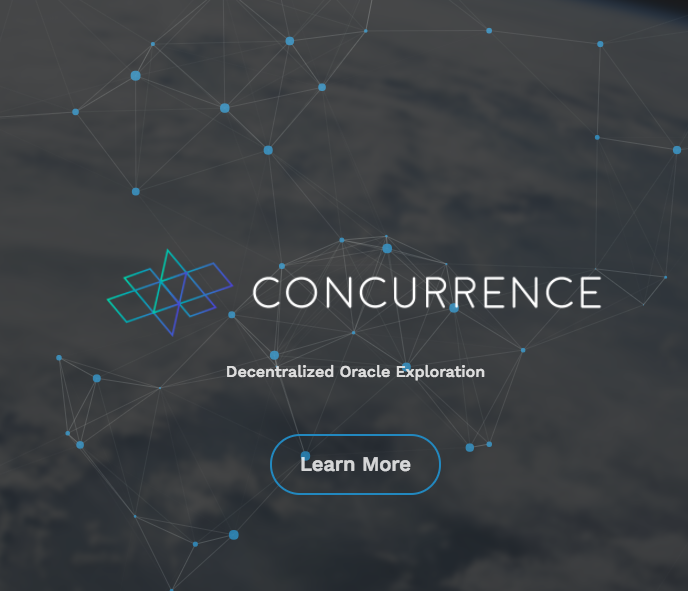 CONCURRENCE
Decentralized Oracle Exploration
Learn More